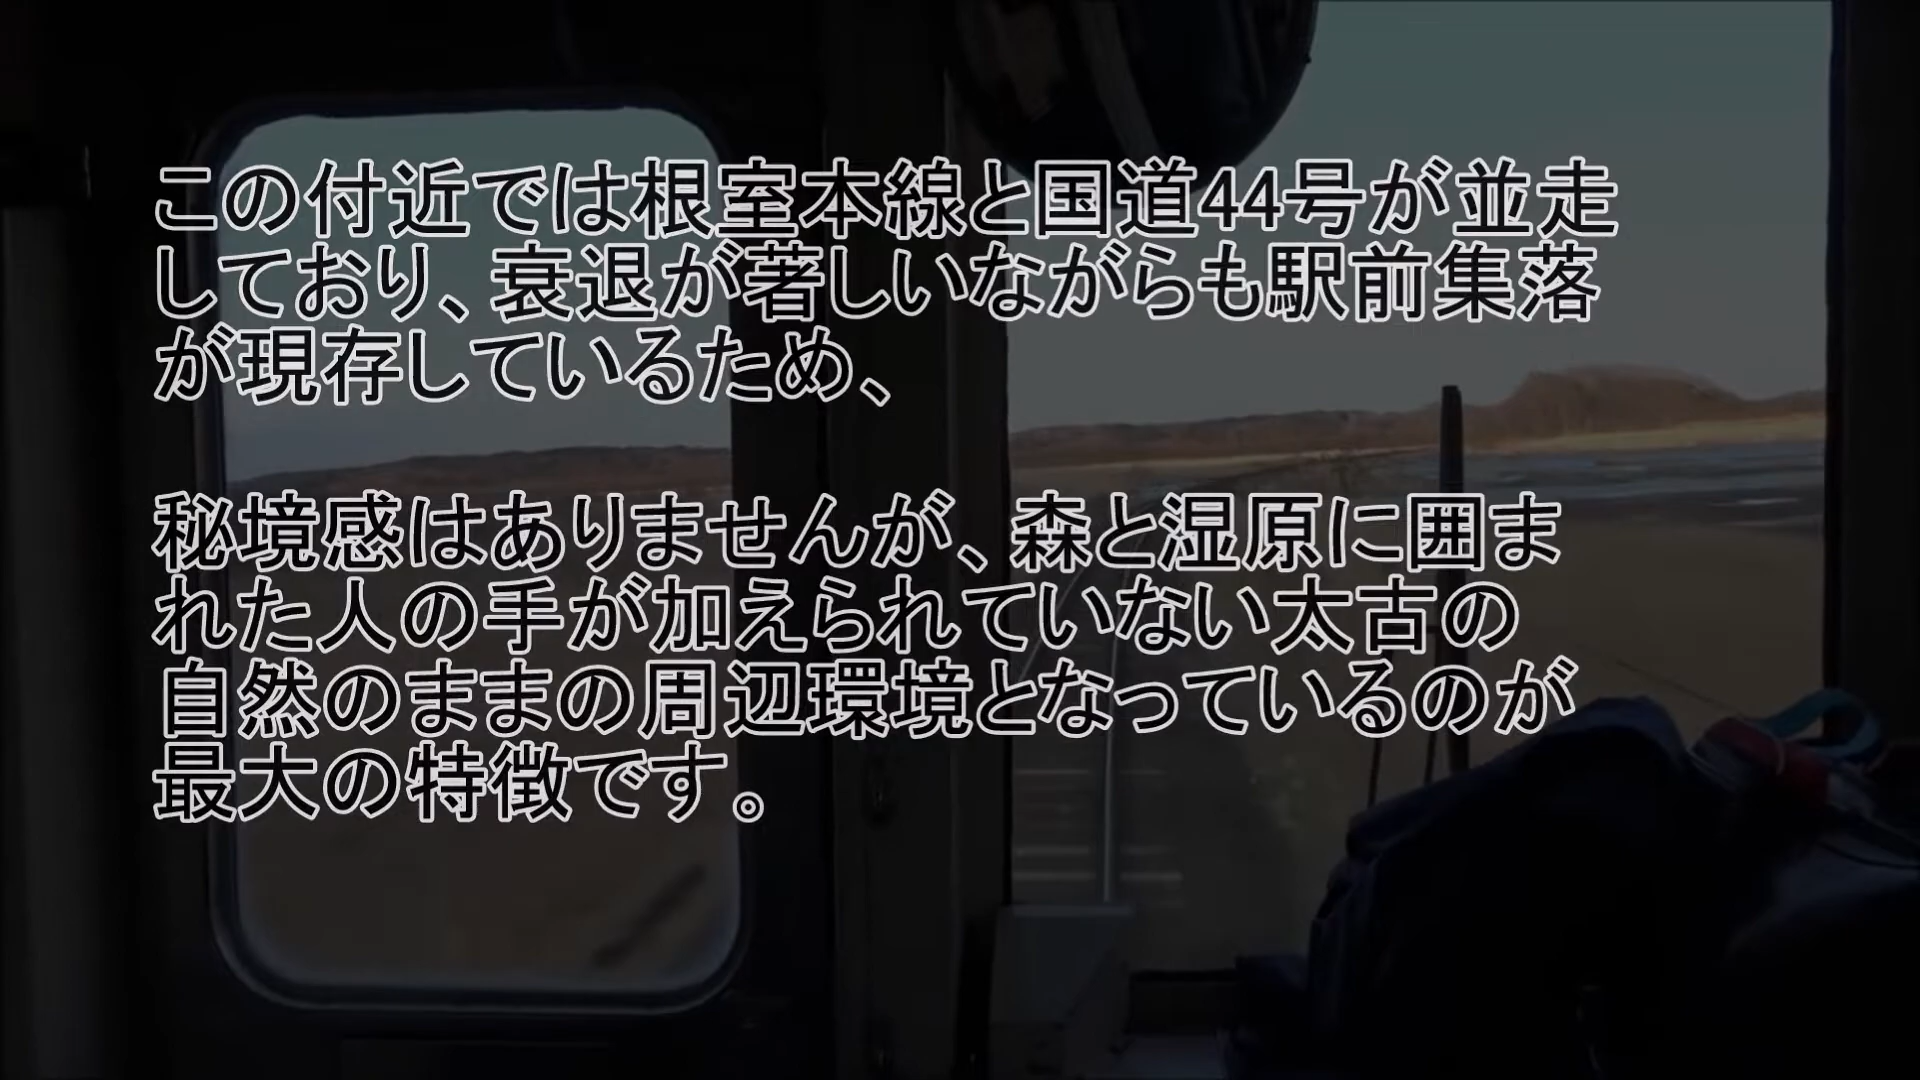 この付近では根室本線と国道44号が並走
しており、衰退が著しいながらも駅前集落
が現存しているため、
秘境感はありませんが、森と湿原に囲ま
れた人の手が加えられていない太古の
自然のままの周辺環境となっているのが
最大の特徴です。